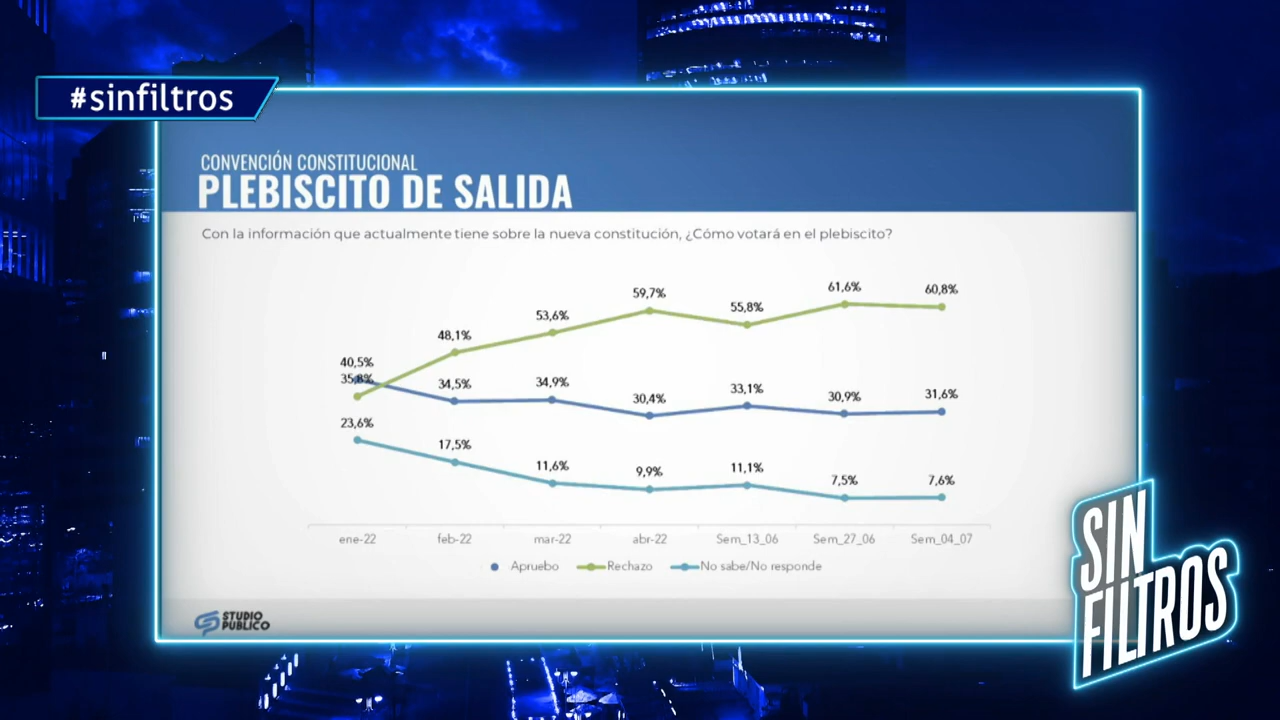 #sinfiltros
CONVENCIÓN CONSTITUCIONAL
PLEBISCITO DE SALIDA
Con la información que actualmente tiene sobre la nueva constitución, ¿Cómo votará en el plebiscito?
40,5% 48,1% 53,6% 59,7% 55,8% 61,6% 60,8%
35,8% 34,5% 34,9% 30,4% 33,1% 30,9% 31,6%
23,6% 17,5% 11,6% 9,9% 11,1% 7,5% 7,6%
ene-22 feb-22 mar-22 abr-22 Sem_13_06 Sem_27_06 Sem_04_07
Apruebo Rechazo No sabe/No responde
STUDIO
PUBLICO
SIN
FILTROS